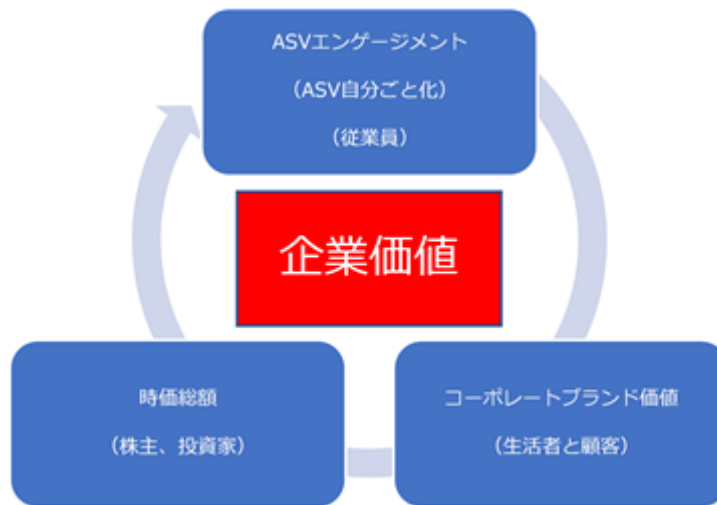 ASVエンゲージメント
（ASV自分ごと化）
（従業員）
企業価値
時価総額
（株主、投資家）
コーポレートブランド価値
（生活者と顧客）